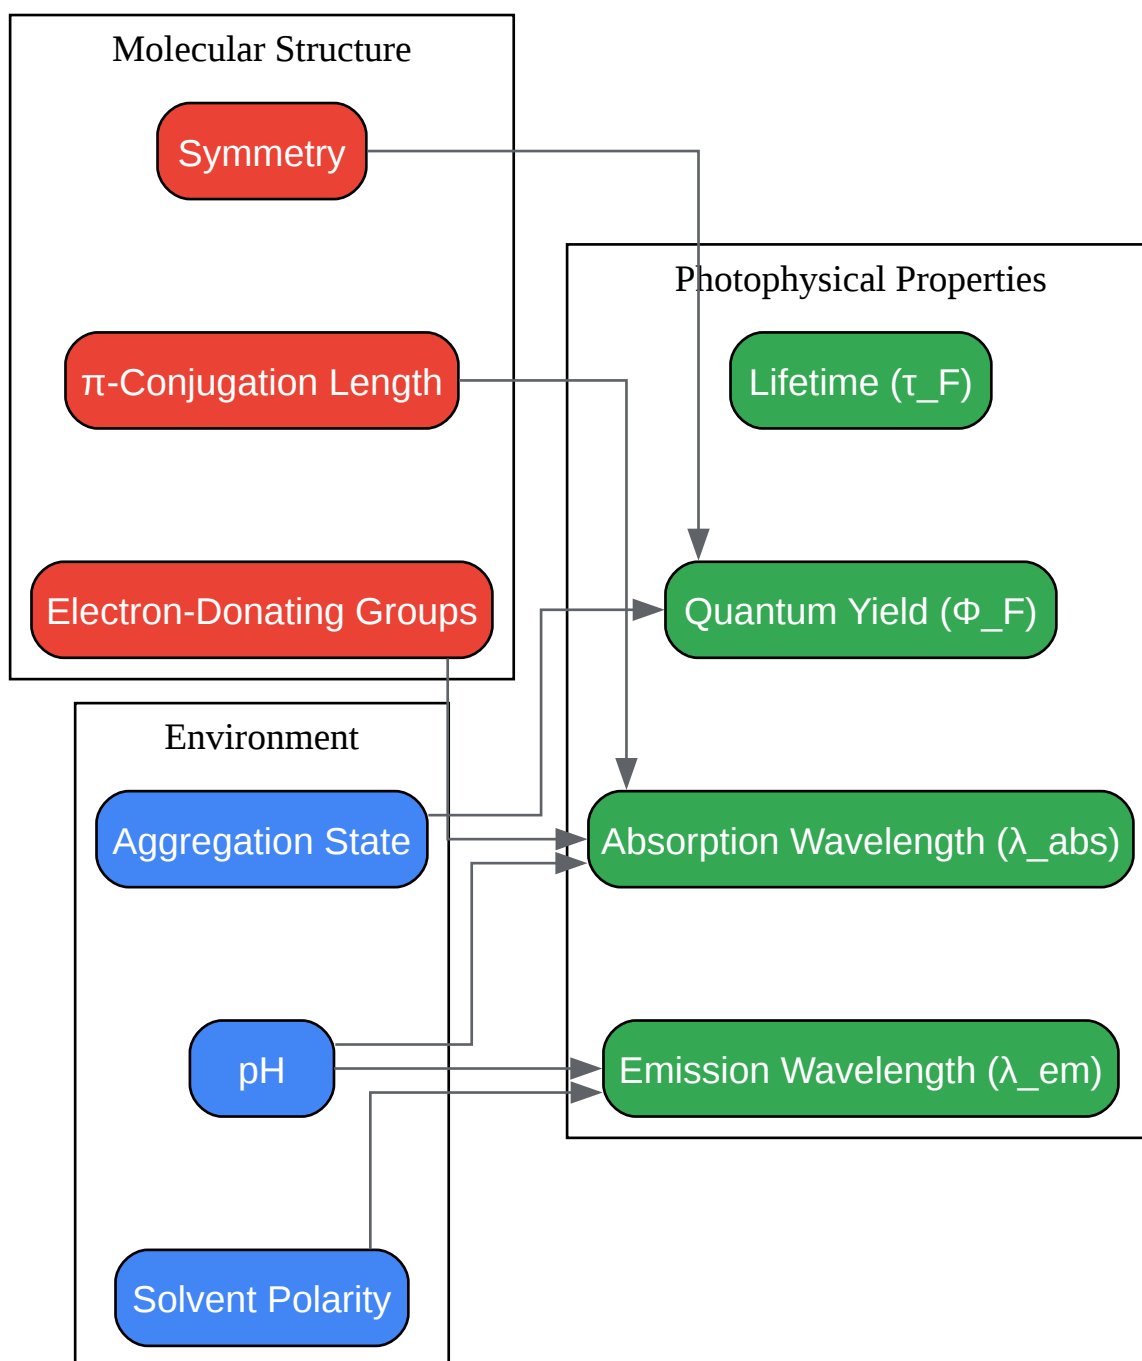 Molecular Structure
Symmetry
π-Conjugation Length
Electron-Donating Groups
Environment
Aggregation State
pH
Solvent Polarity
Photophysical Properties
Lifetime (τ_F)
Quantum Yield (Φ_F)
Absorption Wavelength (λ_abs)
Emission Wavelength (λ_em)